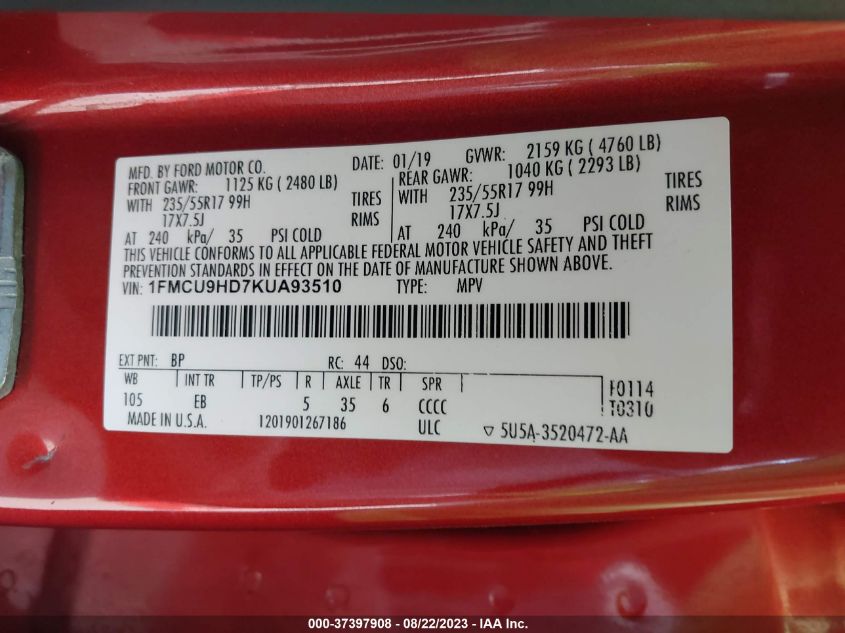 MFD. BY FORD MOTOR CO. DATE: 01/19 GVWR: 2159 KG ( 4760 LB)
FRONT GAWR: 1125 KG ( 2480 LB) REAR GAWR: 1040 KG ( 2293 LB)
WITH 235/55R17 99H TIRES WITH 235/55R17 99H TIRES
17X7.5J RIMS 17X7.5J RIMS
AT 240 kPa/ 35 PSI COLD AT 240 kPa/ 35 PSI COLD
THIS VEHICLE CONFORMS TO ALL APPLICABLE FEDERAL MOTOR VEHICLE SAFETY AND THEFT
PREVENTION STANDARDS IN EFFECT ON THE DATE OF MANUFACTURE SHOWN ABOVE.
VIN: 1FMCU9HD7KUA93510 TYPE: MPV
EXT PNT: BP RC: 44 DSO:
WB INT TR TP/PS R AXLE TR SPR F0114
105 EB 5 35 6 CCCC T0310
MADE IN U.S.A. 1201901267186 ULC ▽ 5U5A-3520472-AA
000-37397908 - 08/22/2023 - IAAI.COM